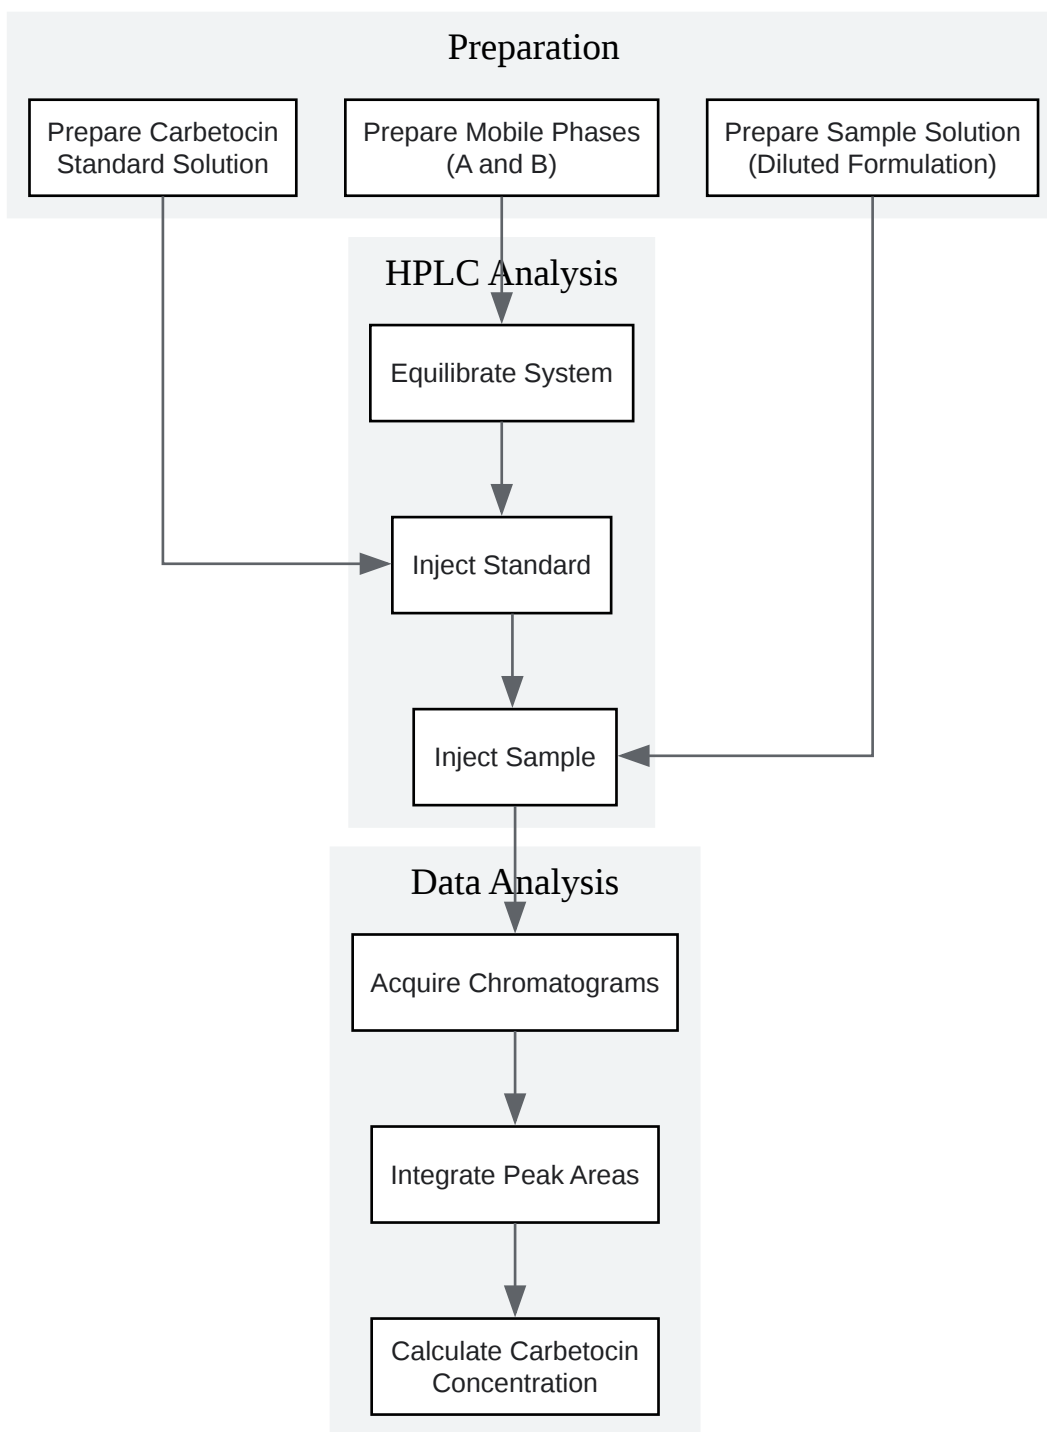 Preparation
Prepare Carbetocin
Standard Solution
Prepare Mobile Phases
(A and B)
Prepare Sample Solution
(Diluted Formulation)
HPLC Analysis
Equilibrate System
Inject Standard
Inject Sample
Data Analysis
Acquire Chromatograms
Integrate Peak Areas
Calculate Carbetocin
Concentration